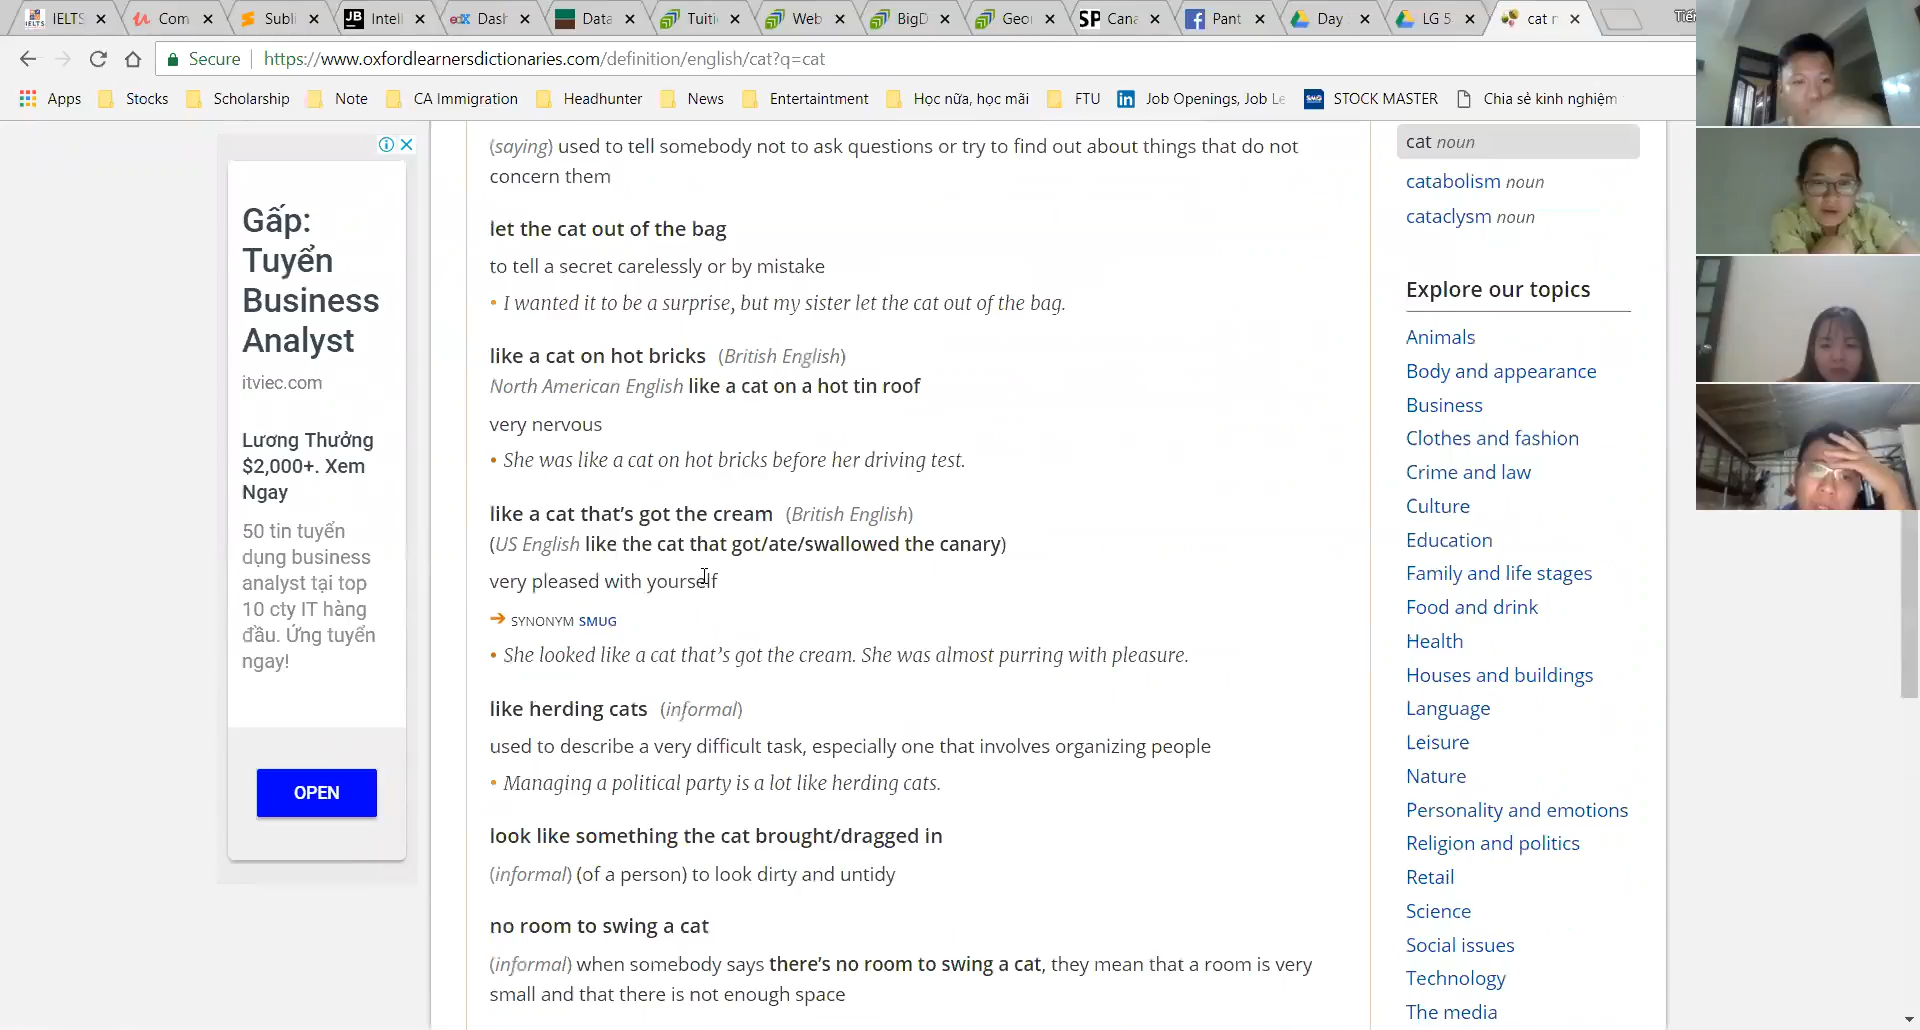 IELTS
Com
Subli
Intell
Dash
Data
Tuitio
Web
BigD
Geor
Cana
Pant
Day
LG 5
cat n
Secure
https://www.oxfordlearnersdictionaries.com/definition/english/cat?q=cat
Apps
Stocks
Scholarship
Note
CA Immigration
Headhunter
News
Entertaintment
Học nữa, học mãi
FTU
Job Openings, Job Le
STOCK MASTER
Chia sẻ kinh nghiệm
Gấp:
Tuyển
Business
Analyst
itviec.com
Lương Thưởng
$2,000+. Xem
Ngay
50 tin tuyển
dụng business
analyst tại top
10 cty IT hàng
đầu. Ứng tuyển
ngay!
OPEN
(saying) used to tell somebody not to ask questions or try to find out about things that do not
concern them
let the cat out of the bag
to tell a secret carelessly or by mistake
• I wanted it to be a surprise, but my sister let the cat out of the bag.
like a cat on hot bricks (British English)
North American English like a cat on a hot tin roof
very nervous
• She was like a cat on hot bricks before her driving test.
like a cat that’s got the cream (British English)
(US English like the cat that got/ate/swallowed the canary)
very pleased with yourself
SYNONYM SMUG
• She looked like a cat that’s got the cream. She was almost purring with pleasure.
like herding cats (informal)
used to describe a very difficult task, especially one that involves organizing people
• Managing a political party is a lot like herding cats.
look like something the cat brought/dragged in
(informal) (of a person) to look dirty and untidy
no room to swing a cat
(informal) when somebody says there’s no room to swing a cat, they mean that a room is very
small and that there is not enough space
cat noun
catabolism noun
cataclysm noun
Explore our topics
Animals
Body and appearance
Business
Clothes and fashion
Crime and law
Culture
Education
Family and life stages
Food and drink
Health
Houses and buildings
Language
Leisure
Nature
Personality and emotions
Religion and politics
Retail
Science
Social issues
Technology
The media